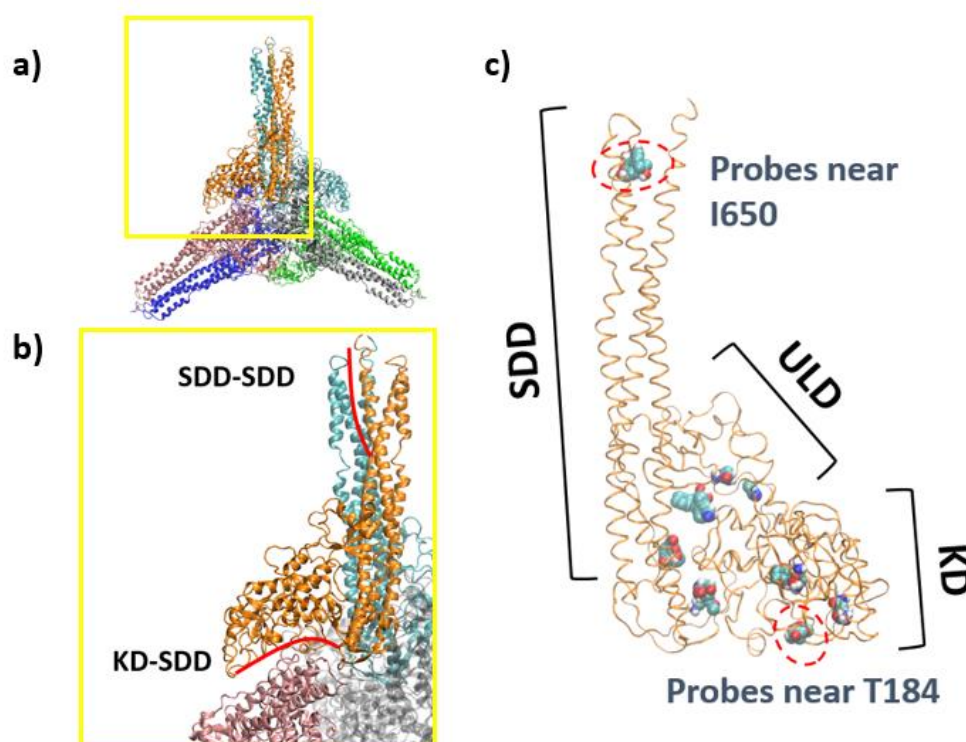 a)
b)
SDD-SDD
KD-SDD
c)
SDD
Probes near
I650
ULD
KD
Probes near T184